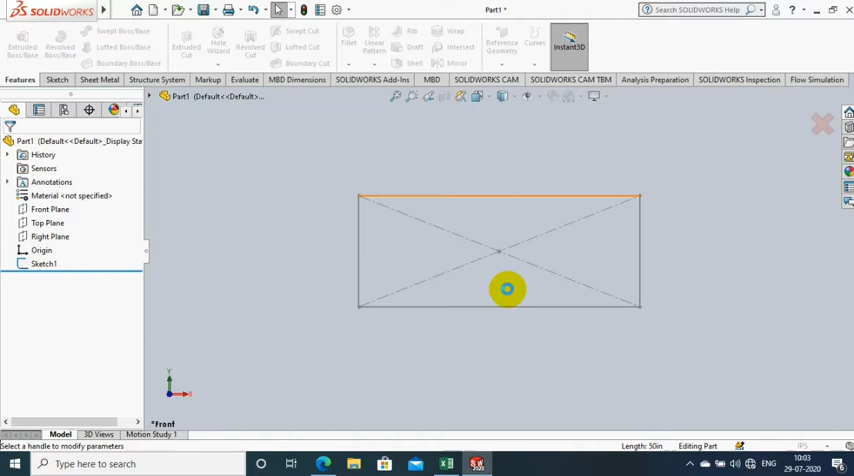 SOLIDWORKS
Part1 *
Search SOLIDWORKS Help
Extruded Boss/Base
Revolved Boss/Base
Swept Boss/Base
Lofted Boss/Base
Boundary Boss/Base
Extruded Cut
Hole Wizard
Revolved Cut
Swept Cut
Lofted Cut
Boundary Cut
Fillet
Linear Pattern
Rib
Draft
Shell
Wrap
Intersect
Mirror
Reference Geometry
Curves
Instant3D
Features
Sketch
Sheet Metal
Structure System
Markup
Evaluate
MBD Dimensions
SOLIDWORKS Add-Ins
MBD
SOLIDWORKS CAM
SOLIDWORKS CAM TBM
Analysis Preparation
SOLIDWORKS Inspection
Flow Simulation
Part1 (Default<<Default>...
Part1 (Default<<Default>_Display Sta
History
Sensors
Annotations
Material <not specified>
Front Plane
Top Plane
Right Plane
Origin
Sketch1
Y
X
*Front
Model
3D Views
Motion Study 1
Select a handle to modify parameters
Length: 50in
Editing Part
IPS
Type here to search
SW
2020
ENG
10:03
29-07-2020
6